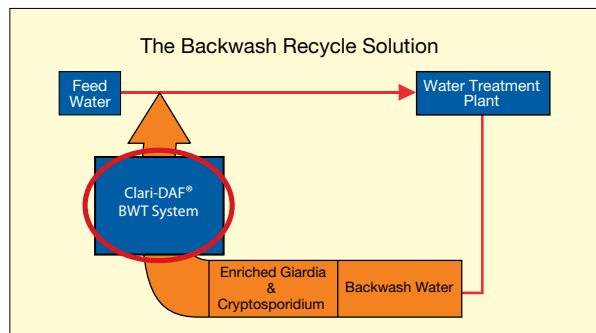 The Backwash Recycle Solution
Feed
Water
Water Treatment
Plant
Clari-DAF®
BWT System
Enriched Giardia
&
Cryptosporidium
Backwash Water